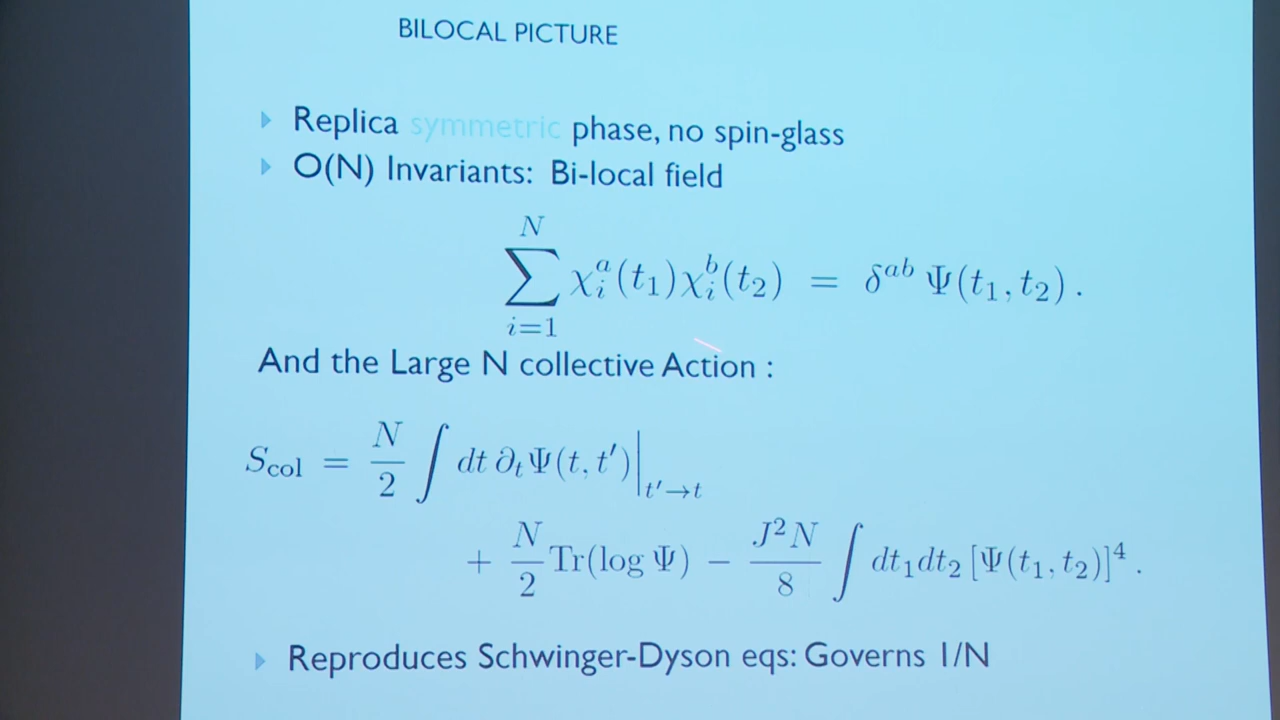 BILOCAL PICTURE
Replica symmetric phase, no spin-glass
O(N) Invariants: Bi-local field
$\sum_{i=1}^{N} \chi_i^a(t_1)\chi_i^b(t_2) = \delta^{ab}\,\Psi(t_1,t_2)\,.$
And the Large N collective Action :
$S_{\text{col}} = \frac{N}{2} \int dt\,\partial_t \Psi(t,t')\Big|_{t' \to t}$
$+ \frac{N}{2}\text{Tr}(\log \Psi) - \frac{J^2 N}{8} \int dt_1 dt_2\,[\Psi(t_1,t_2)]^4\,.$
Reproduces Schwinger-Dyson eqs: Governs 1/N